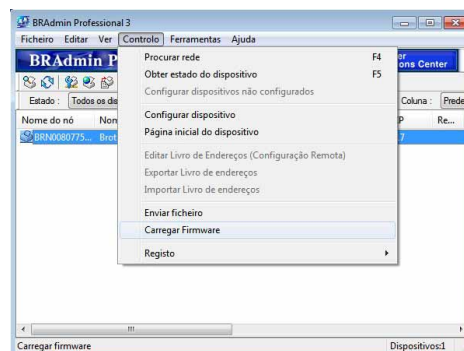 BRAdmin Professional 3
Ficheiro Editar Ver Controlo Ferramentas Ajuda
BRAdmin P
Center
Procurar rede F4
Obter estado do dispositivo F5
Configurar dispositivos não configurados
Estado : Todos os dis
Coluna : Prede
Configurar dispositivo
Nome do nó Non
P Re...
Página inicial do dispositivo
BRN0080775... Brot
.7
Editar Livro de Endereços (Configuração Remota)
Exportar Livro de endereços
Importar Livro de endereços
Enviar ficheiro
Carregar Firmware
Registo
Carregar firmware Dispositivos:1